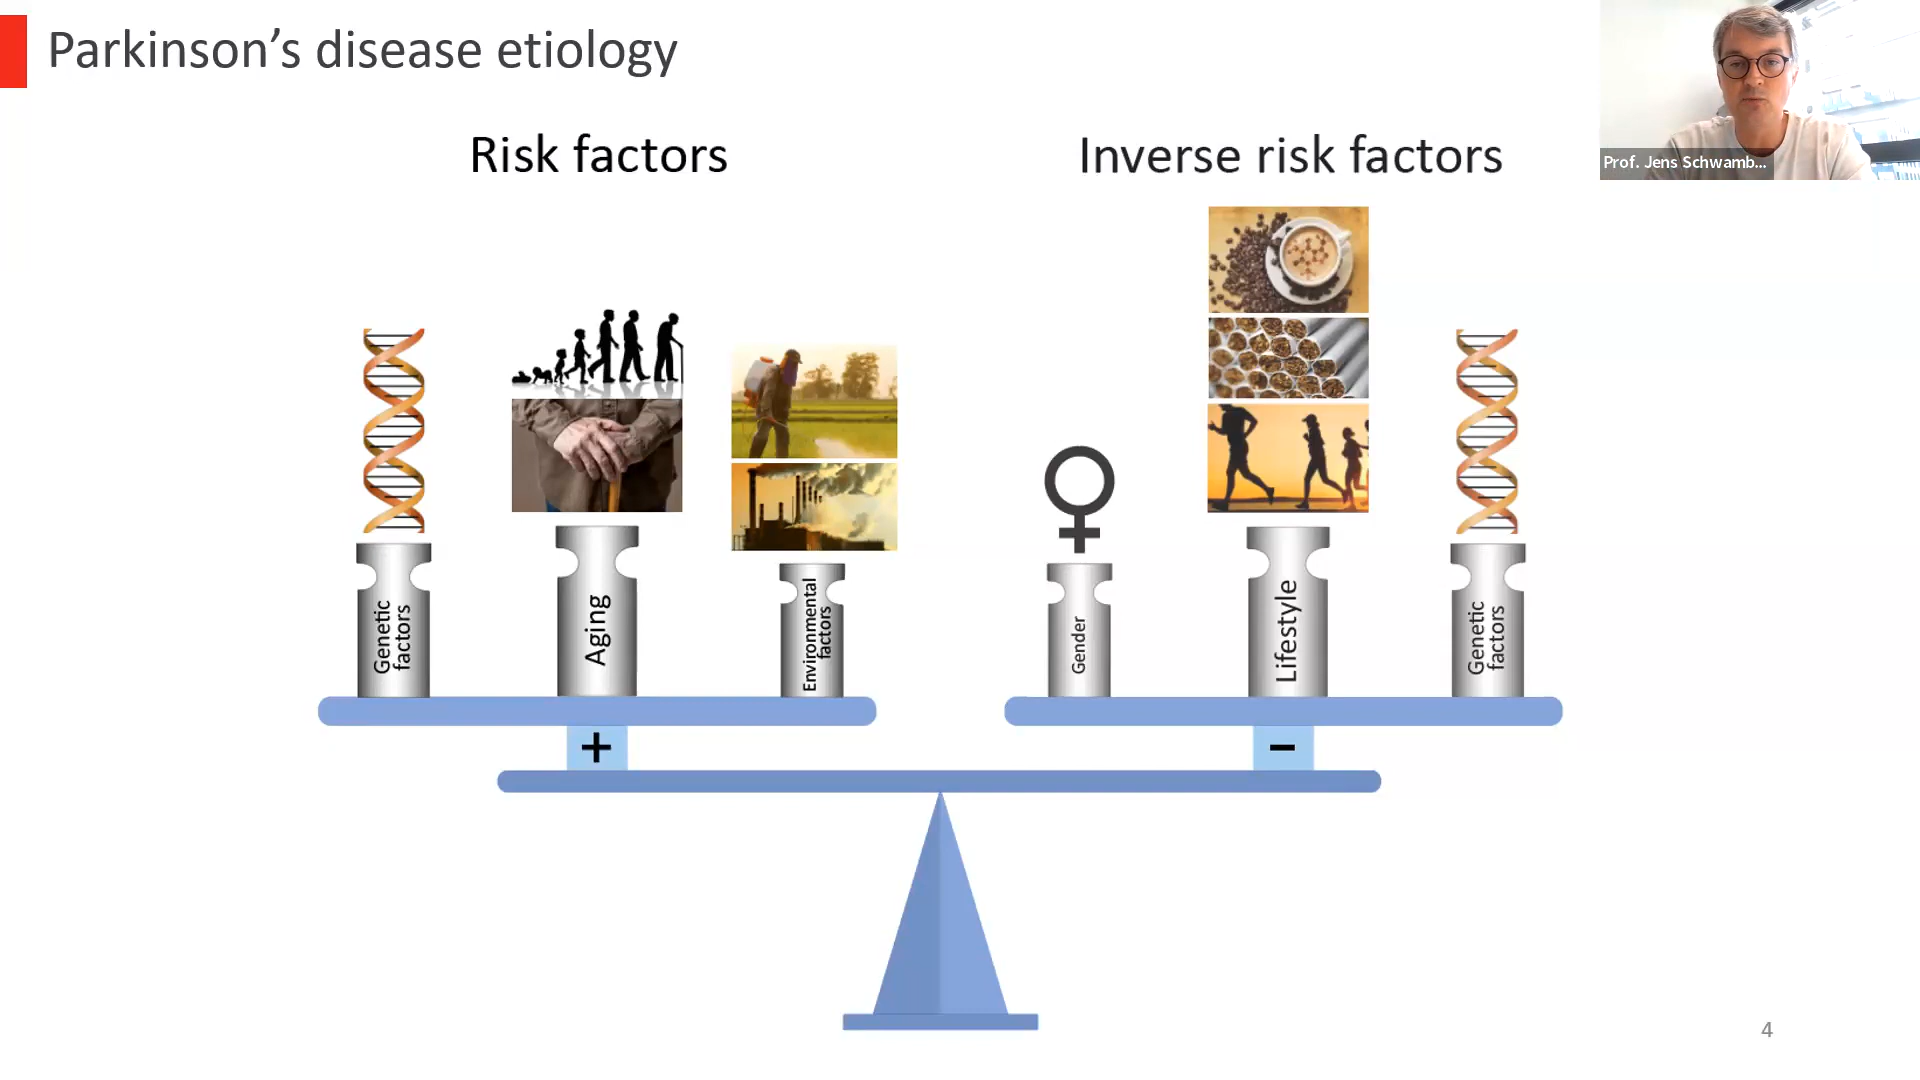 Parkinson’s disease etiology
Prof. Jens Schwamb...
Risk factors
Inverse risk factors
Genetic
factors
Aging
Environmental
factors
Gender
Lifestyle
Genetic
factors
+
−
4